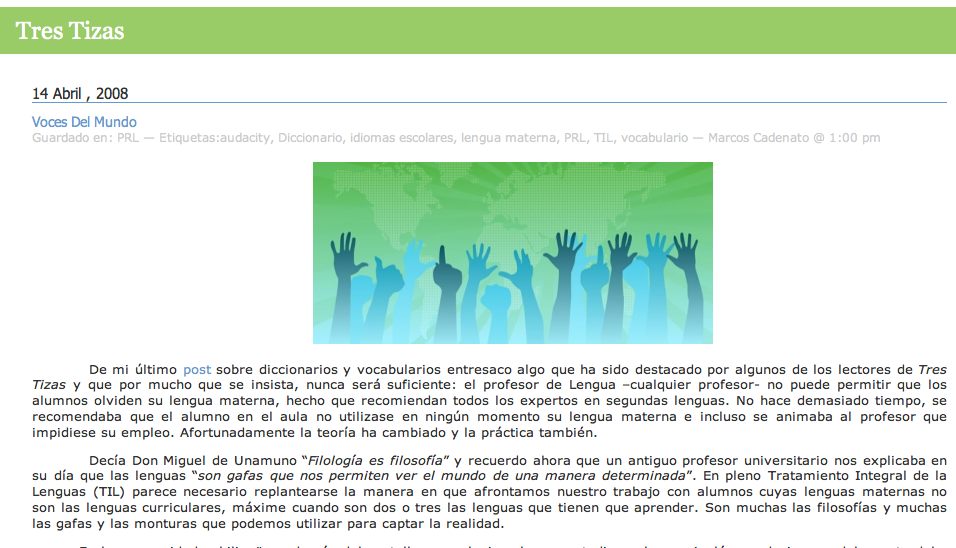 Tres Tizas
14 Abril , 2008
Voces Del Mundo
Guardado en: PRL — Etiquetas:audacity, Diccionario, idiomas escolares, lengua materna, PRL, TIL, vocabulario — Marcos Cadenato @ 1:00 pm
De mi último post sobre diccionarios y vocabularios entresaco algo que ha sido destacado por algunos de los lectores de Tres
Tizas y que por mucho que se insista, nunca será suficiente: el profesor de Lengua –cualquier profesor- no puede permitir que los
alumnos olviden su lengua materna, hecho que recomiendan todos los expertos en segundas lenguas. No hace demasiado tiempo, se
recomendaba que el alumno en el aula no utilizase en ningún momento su lengua materna e incluso se animaba al profesor que
impidiese su empleo. Afortunadamente la teoría ha cambiado y la práctica también.
Decía Don Miguel de Unamuno “Filología es filosofía” y recuerdo ahora que un antiguo profesor universitario nos explicaba en
su día que las lenguas “son gafas que nos permiten ver el mundo de una manera determinada”. En pleno Tratamiento Integral de la
Lenguas (TIL) parece necesario replantearse la manera en que afrontamos nuestro trabajo con alumnos cuyas lenguas maternas no
son las lenguas curriculares, máxime cuando son dos o tres las lenguas que tienen que aprender. Son muchas las filosofías y muchas
las gafas y las monturas que podemos utilizar para captar la realidad.